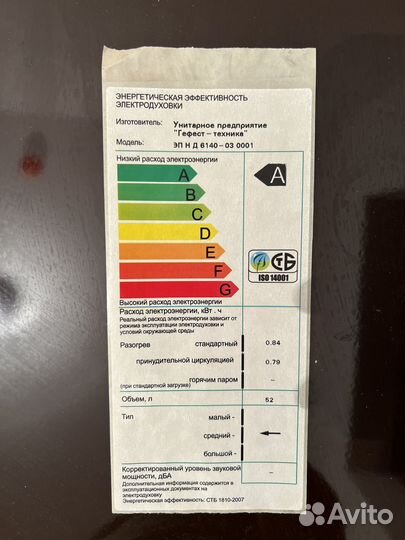 ЭНЕРГЕТИЧЕСКАЯ ЭФФЕКТИВНОСТЬ
ЭЛЕКТРОДУХОВКИ
Изготовитель: Унитарное предприятие
"Гефест-техника"
Модель: ЭП Н Д 6140-03 0001
Низкий расход электроэнергии
A
A
B
C
D
E
F
G
СТБ
ISO 14001
Высокий расход электроэнергии
Расход электроэнергии, кВт . ч
Реальный расход электроэнергии зависит от
режима эксплуатации электродуховки и
условий окружающей среды
Разогрев стандартный 0.84
принудительной циркуляцией 0.79
горячим паром –
(при стандартной загрузке)
Объем, л 52
Тип малый -
средний -
большой -
Корректированный уровень звуковой
мощности, дБА –
Дополнительная информация содержится в
эксплуатационных документах на
электродуховку
Энергетическая эффективность: СТБ 1810-2007
Avito